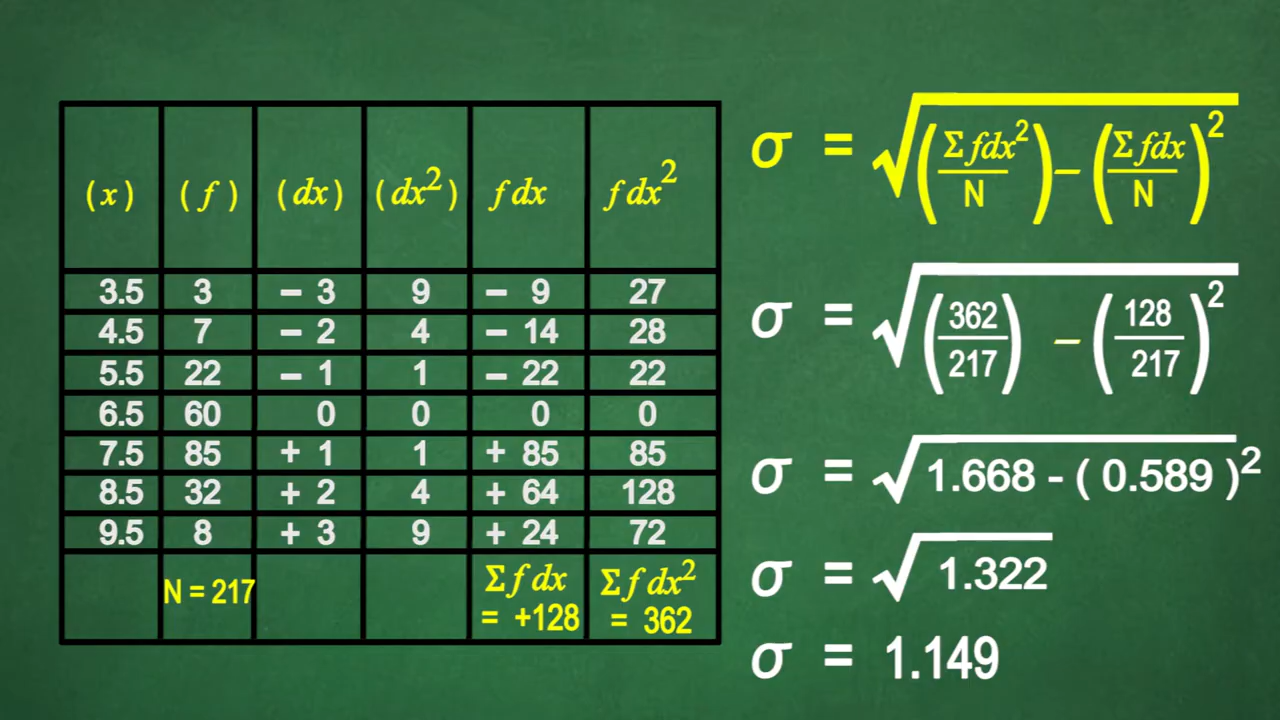 (x) (f) (dx) (dx²) fdx fdx²
3.5 3 − 3 9 − 9 27
4.5 7 − 2 4 − 14 28
5.5 22 − 1 1 − 22 22
6.5 60 0 0 0 0
7.5 85 + 1 1 + 85 85
8.5 32 + 2 4 + 64 128
9.5 8 + 3 9 + 24 72
N = 217 Σfdx = +128 Σfdx² = 362
σ = √((Σfdx²/N) − (Σfdx/N)²)
σ = √((362/217) − (128/217)²)
σ = √(1.668 - ( 0.589 )²)
σ = √1.322
σ = 1.149